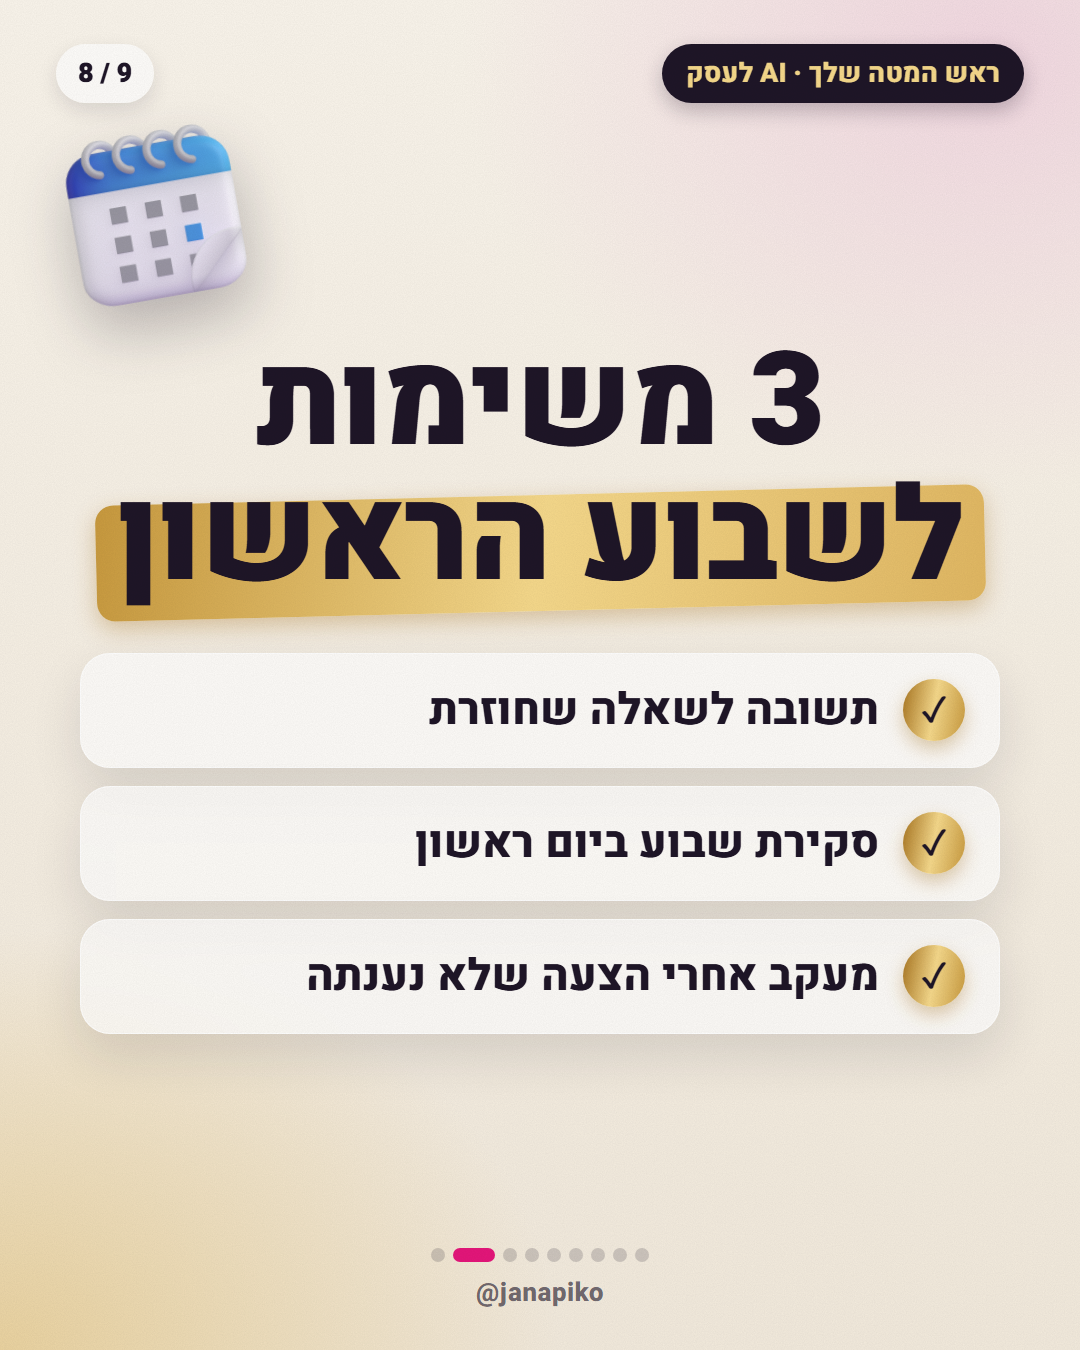 ראש המטה שלך · AI לעסק
8 / 9
3 משימות
לשבוע הראשון
תשובה לשאלה שחוזרת
סקירת שבוע ביום ראשון
מעקב אחרי הצעה שלא נענתה
@janapiko